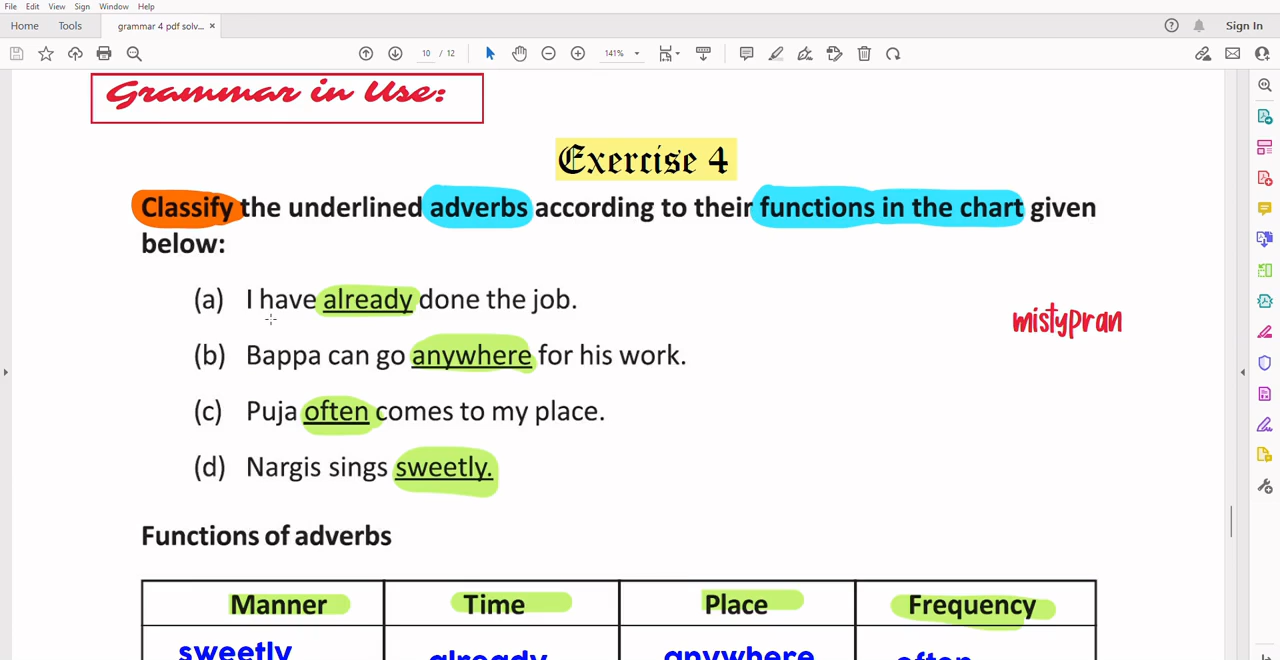 File Edit View Sign Window Help
Home Tools grammar 4 pdf solv... × Sign In
10 / 12 141%
Grammar in Use:
Exercise 4
Classify the underlined adverbs according to their functions in the chart given
below:
(a) I have already done the job.
mistypran
(b) Bappa can go anywhere for his work.
(c) Puja often comes to my place.
(d) Nargis sings sweetly.
Functions of adverbs
Manner Time Place Frequency
sweetly already anywhere often